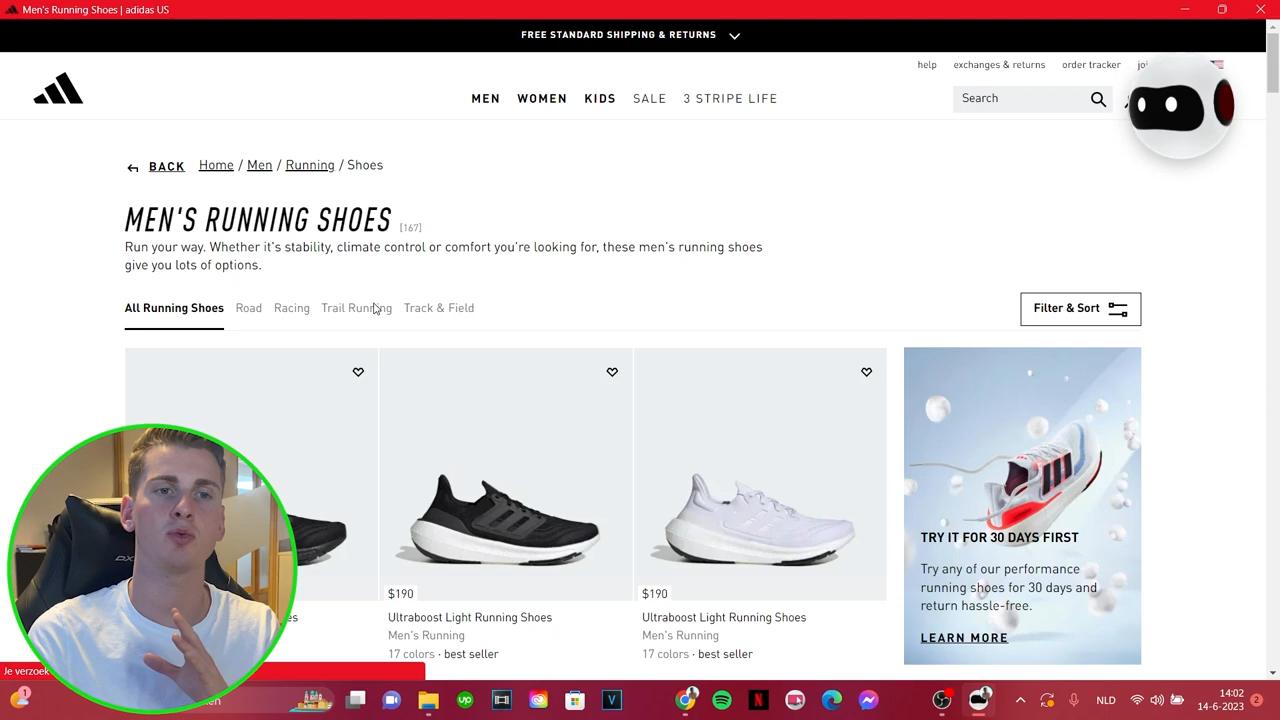 Men's Running Shoes | adidas US
FREE STANDARD SHIPPING & RETURNS
help exchanges & returns order tracker
MEN WOMEN KIDS SALE 3 STRIPE LIFE
Search
BACK Home / Men / Running / Shoes
MEN'S RUNNING SHOES [167]
Run your way. Whether it's stability, climate control or comfort you're looking for, these men's running shoes
give you lots of options.
All Running Shoes Road Racing Trail Running Track & Field
Filter & Sort
TRY IT FOR 30 DAYS FIRST
Try any of our performance
running shoes for 30 days and
return hassle-free.
LEARN MORE
$190
Ultraboost Light Running Shoes
Men's Running
17 colors · best seller
$190
Ultraboost Light Running Shoes
Men's Running
17 colors · best seller
Je verzoek
1
up
V
NLD
14:02
14-6-2023
2